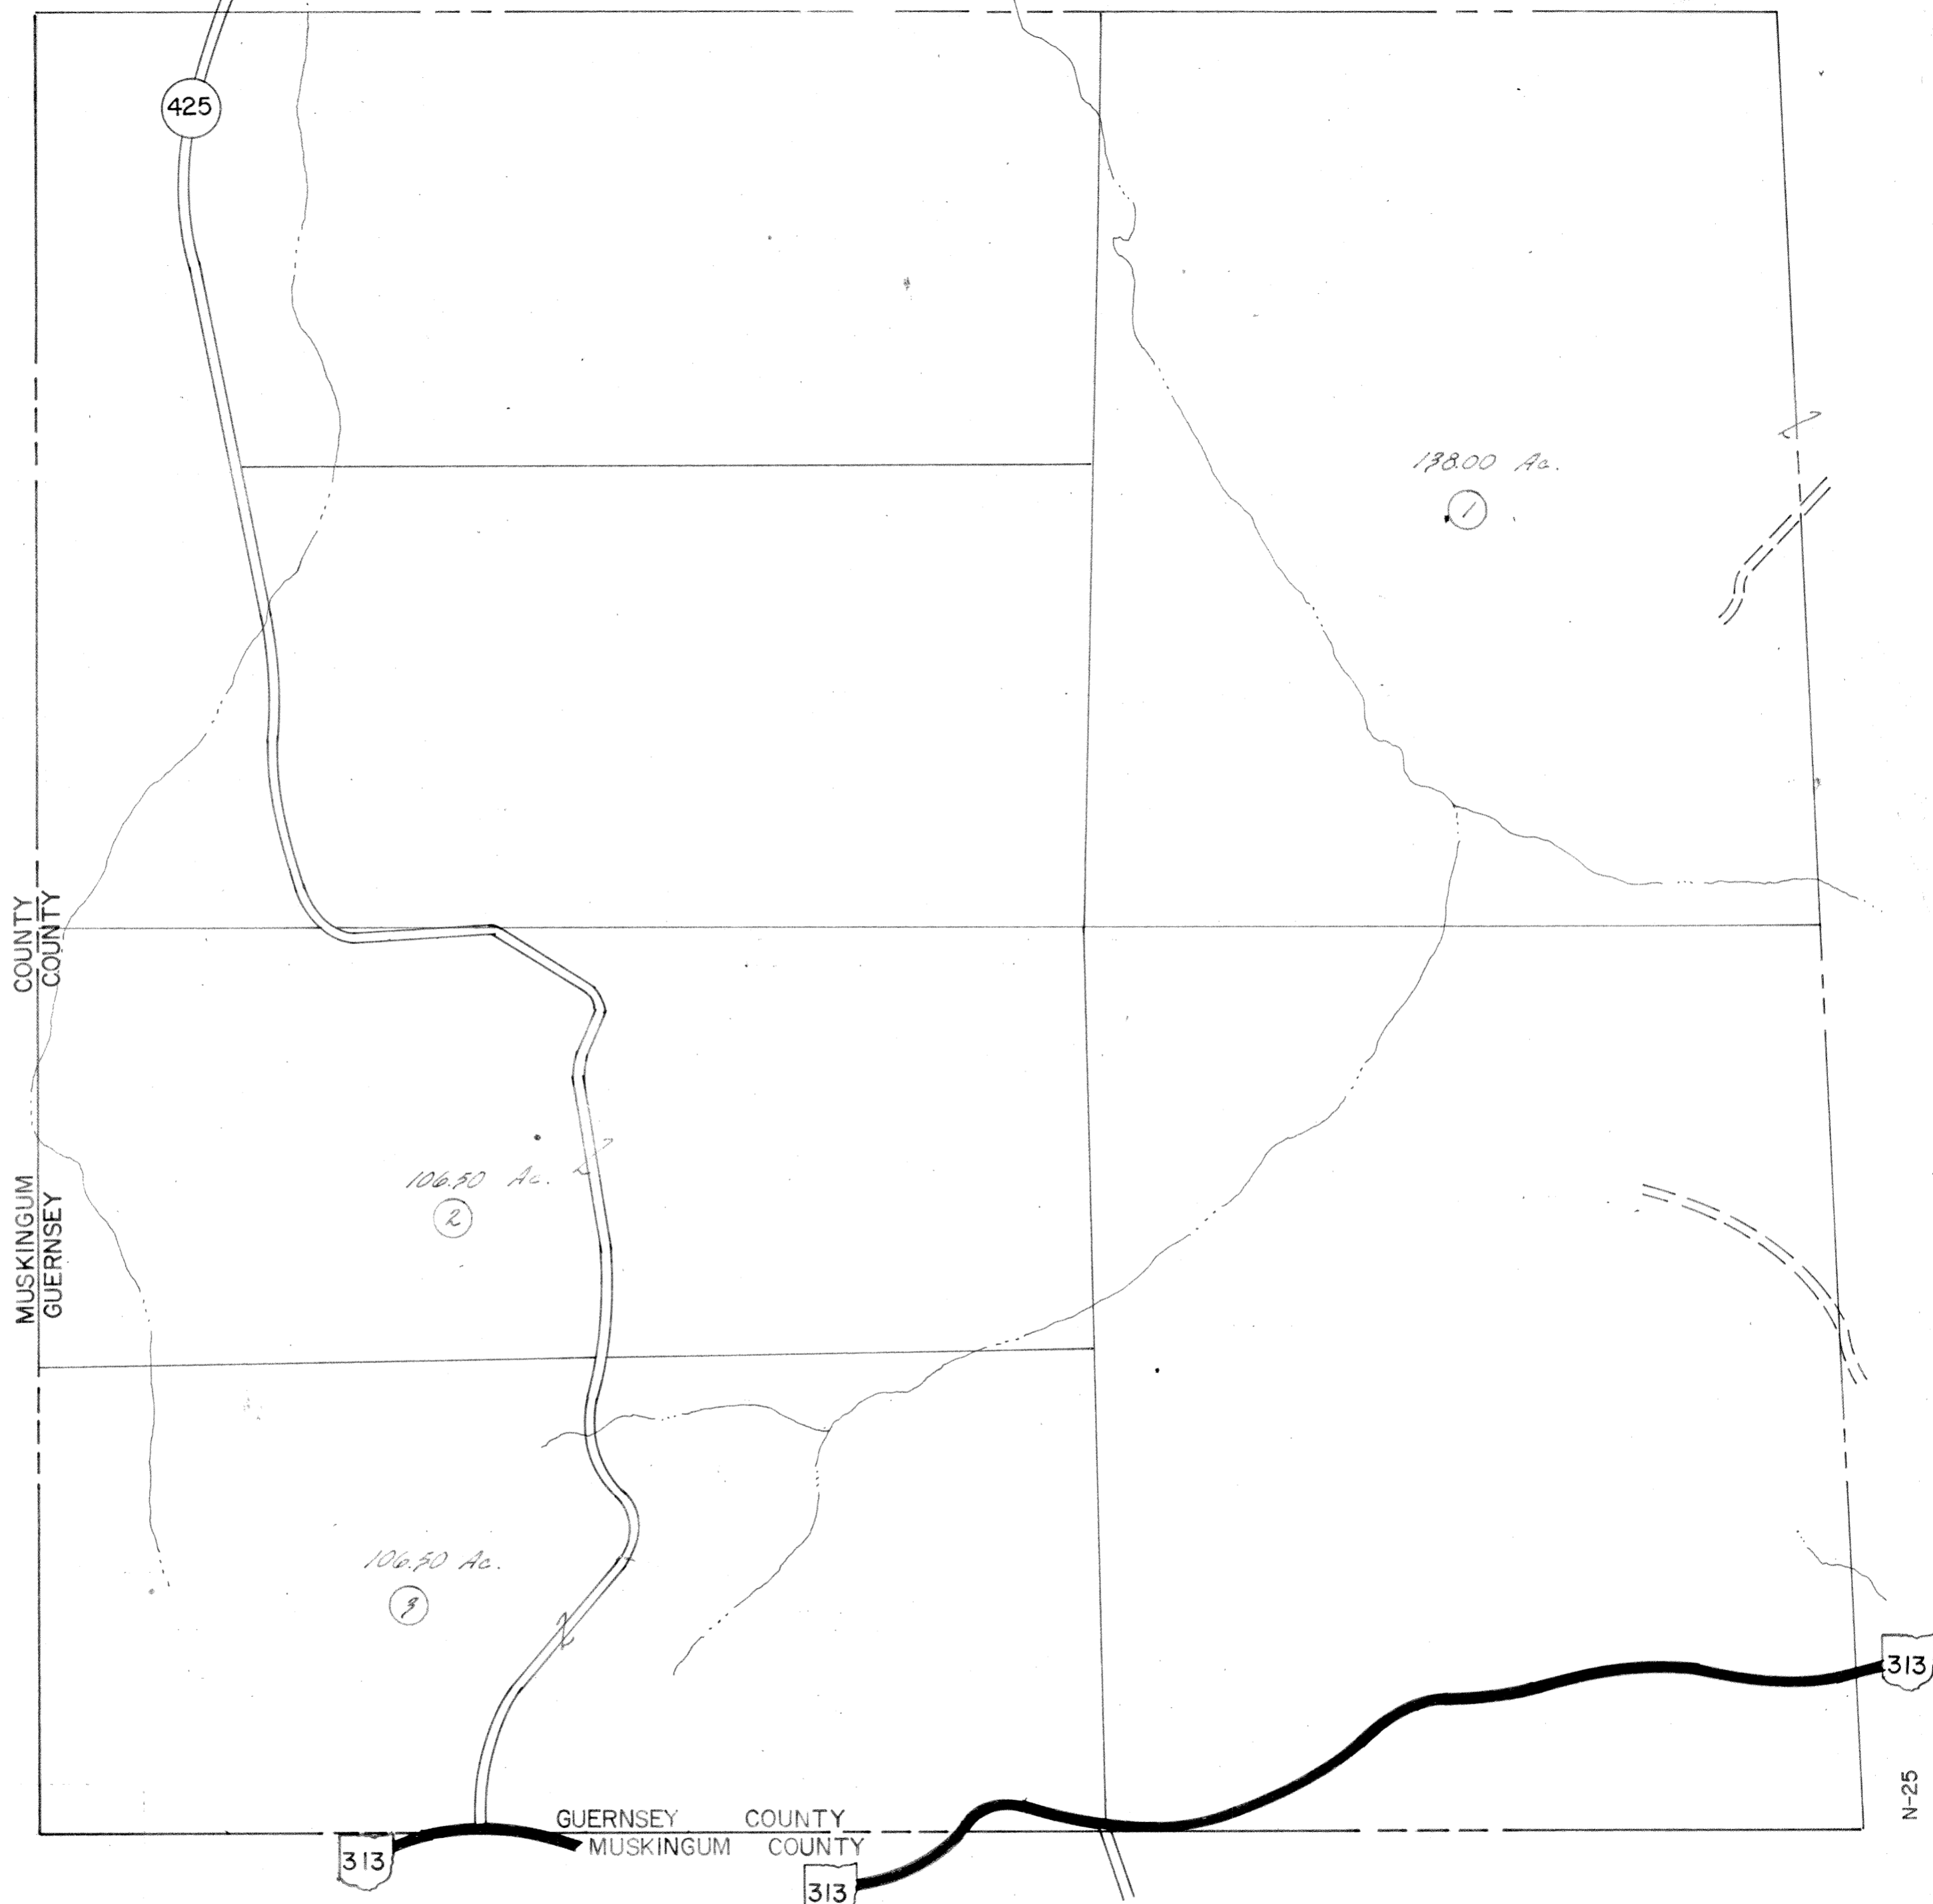 425
138.00 Ac.
1
MUSKINGUM COUNTY
GUERNSEY COUNTY
106.50 Ac.
2
106.50 Ac.
3
313
N-25
GUERNSEY COUNTY
MUSKINGUM COUNTY
313
313